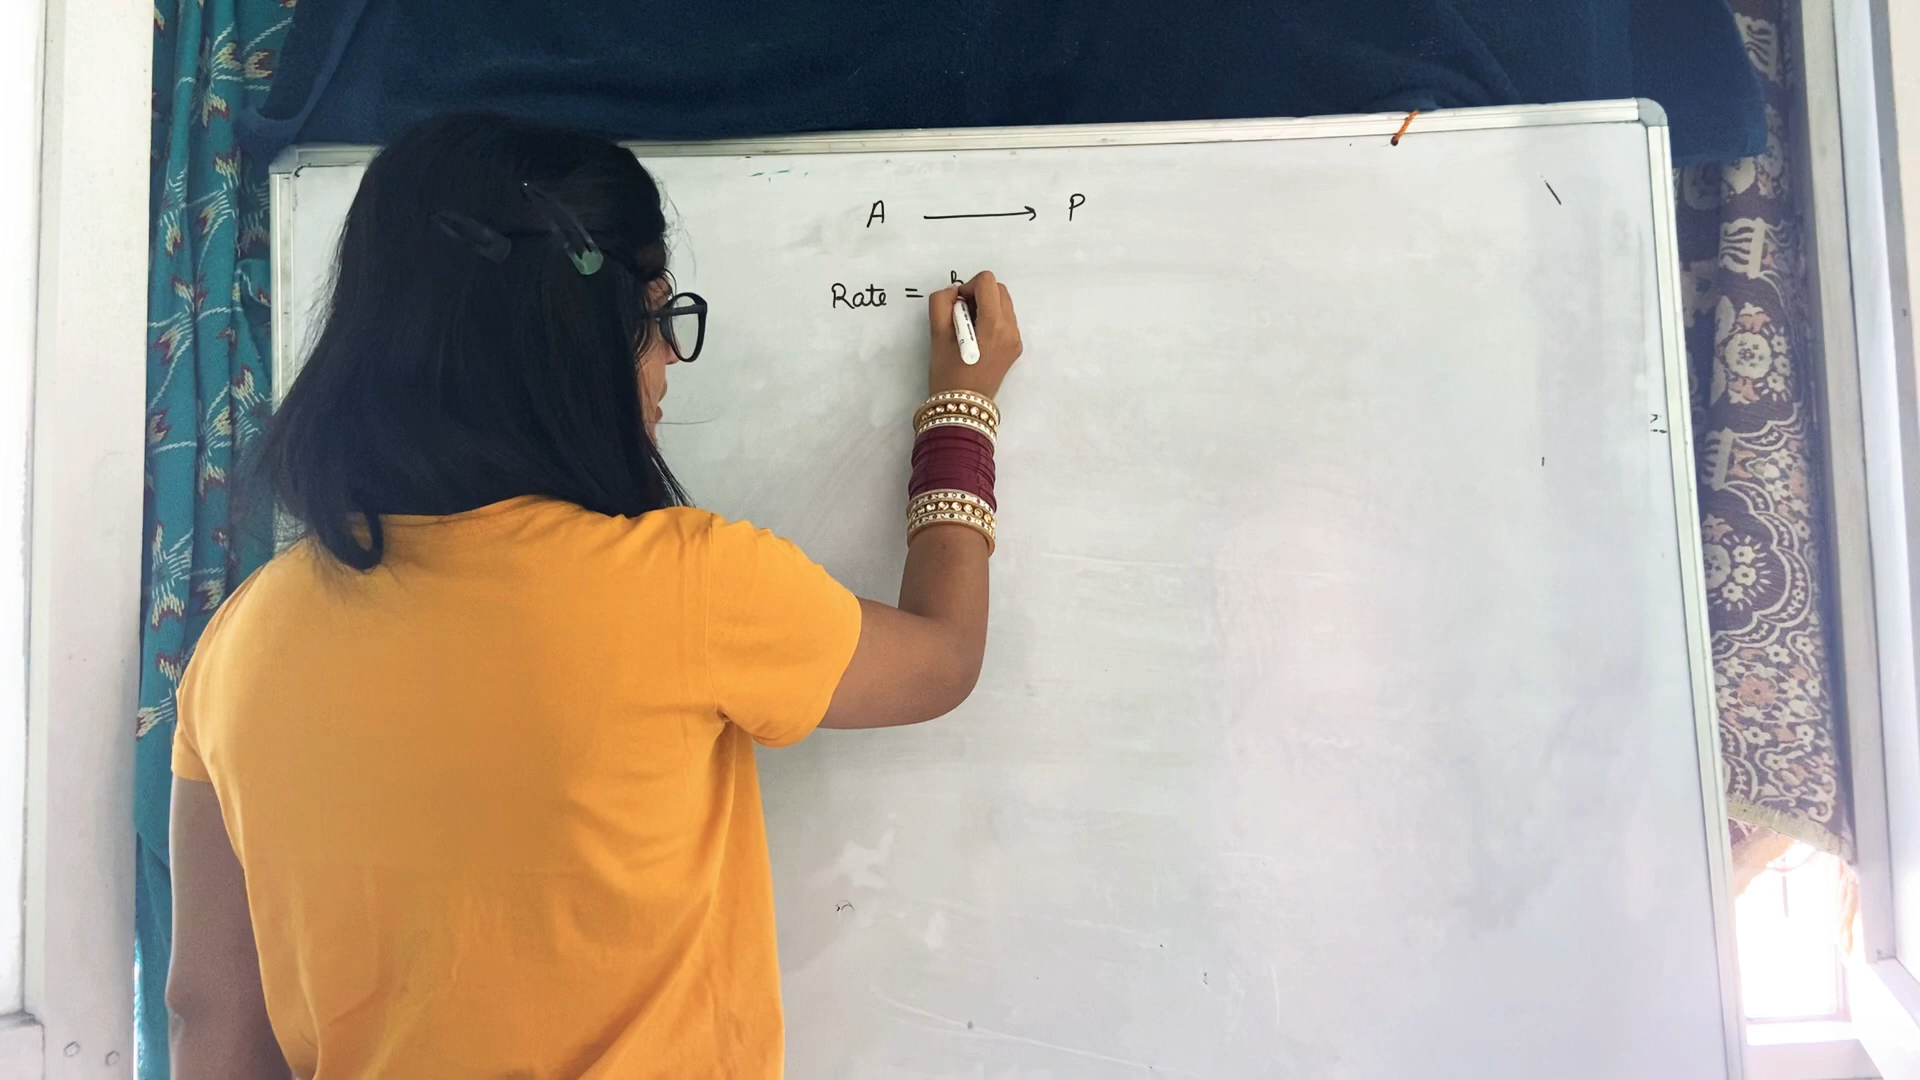 A ⟶ P
Rate =